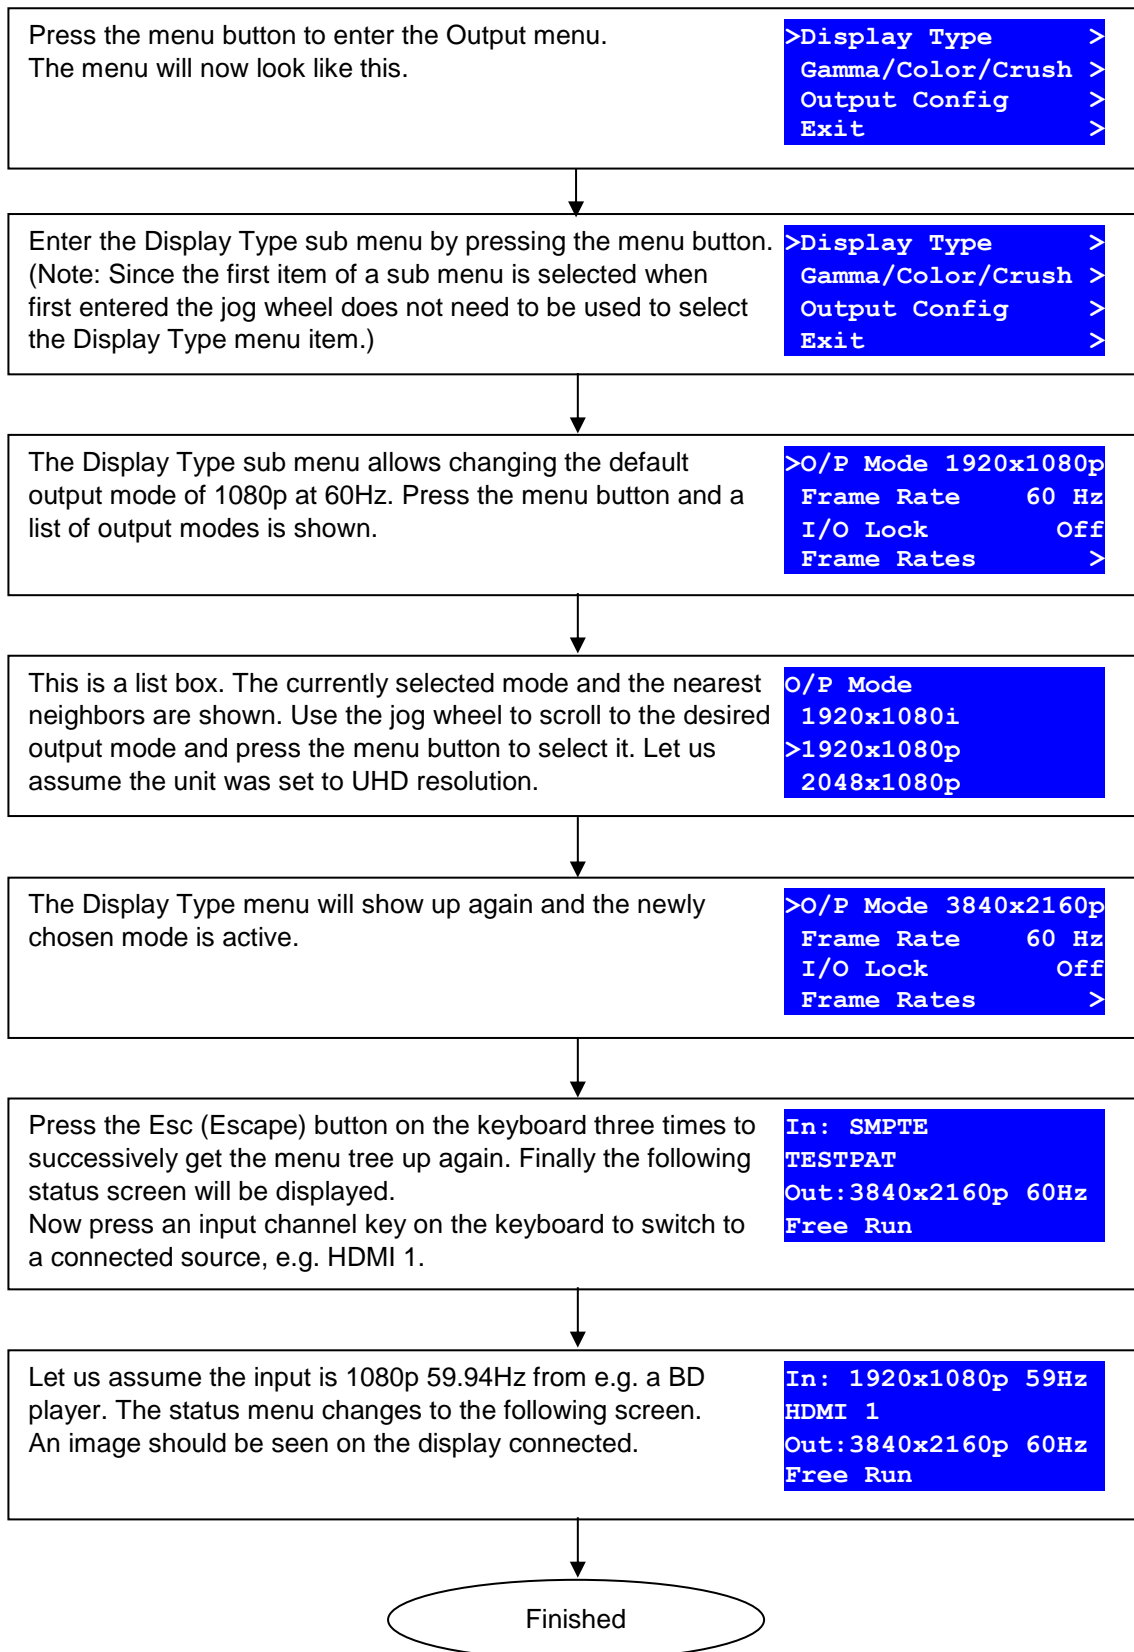 Press the menu button to enter the Output menu.
The menu will now look like this.
>Display Type >
Gamma/Color/Crush >
Output Config >
Exit >
Enter the Display Type sub menu by pressing the menu button.
(Note: Since the first item of a sub menu is selected when
first entered the jog wheel does not need to be used to select
the Display Type menu item.)
>Display Type >
Gamma/Color/Crush >
Output Config >
Exit >
The Display Type sub menu allows changing the default
output mode of 1080p at 60Hz. Press the menu button and a
list of output modes is shown.
>O/P Mode 1920x1080p
Frame Rate 60 Hz
I/O Lock Off
Frame Rates >
This is a list box. The currently selected mode and the nearest
neighbors are shown. Use the jog wheel to scroll to the desired
output mode and press the menu button to select it. Let us
assume the unit was set to UHD resolution.
O/P Mode
1920x1080i
>1920x1080p
2048x1080p
The Display Type menu will show up again and the newly
chosen mode is active.
>O/P Mode 3840x2160p
Frame Rate 60 Hz
I/O Lock Off
Frame Rates >
Press the Esc (Escape) button on the keyboard three times to
successively get the menu tree up again. Finally the following
status screen will be displayed.
Now press an input channel key on the keyboard to switch to
a connected source, e.g. HDMI 1.
In: SMPTE
TESTPAT
Out:3840x2160p 60Hz
Free Run
Let us assume the input is 1080p 59.94Hz from e.g. a BD
player. The status menu changes to the following screen.
An image should be seen on the display connected.
In: 1920x1080p 59Hz
HDMI 1
Out:3840x2160p 60Hz
Free Run
Finished